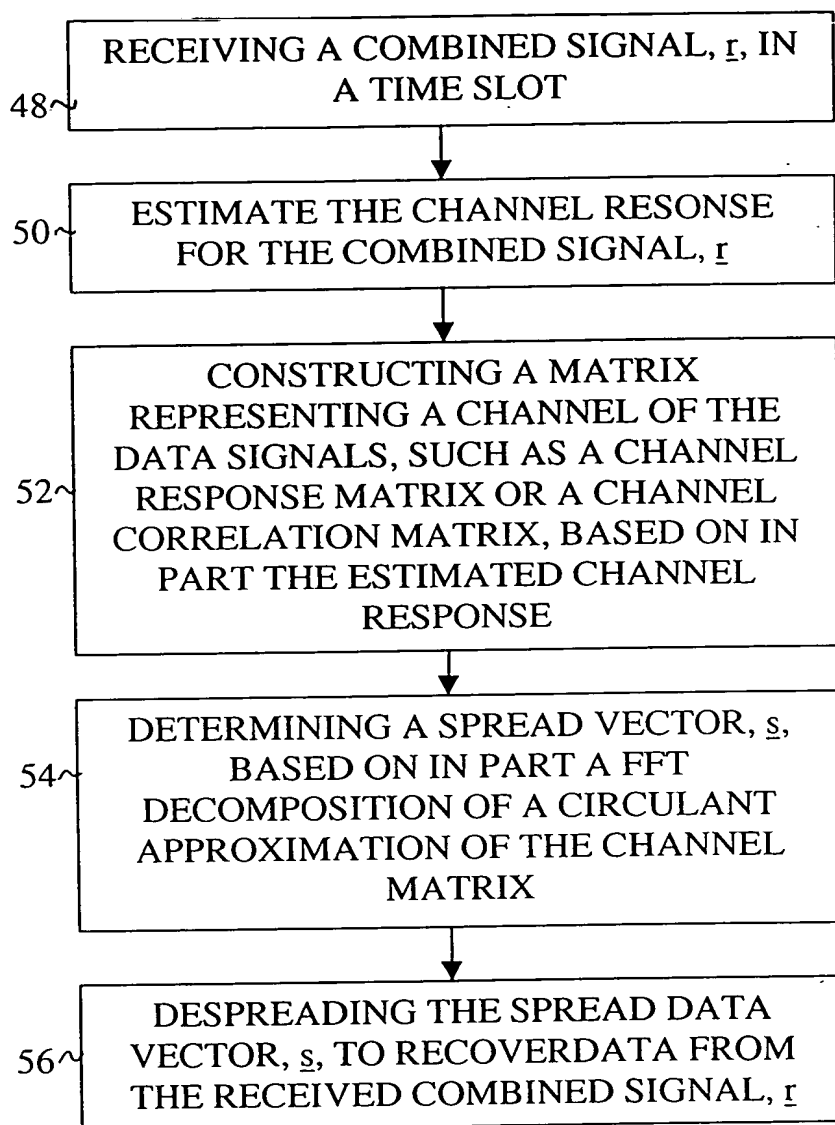 RECEIVING A COMBINED SIGNAL, r, IN
A TIME SLOT
48~
ESTIMATE THE CHANNEL RESONSE
FOR THE COMBINED SIGNAL, r
50~
CONSTRUCTING A MATRIX
REPRESENTING A CHANNEL OF THE
DATA SIGNALS, SUCH AS A CHANNEL
RESPONSE MATRIX OR A CHANNEL
CORRELATION MATRIX, BASED ON IN
PART THE ESTIMATED CHANNEL
RESPONSE
52~
DETERMINING A SPREAD VECTOR, s,
BASED ON IN PART A FFT
DECOMPOSITION OF A CIRCULANT
APPROXIMATION OF THE CHANNEL
MATRIX
54~
DESPREADING THE SPREAD DATA
VECTOR, s, TO RECOVERDATA FROM
THE RECEIVED COMBINED SIGNAL, r
56~